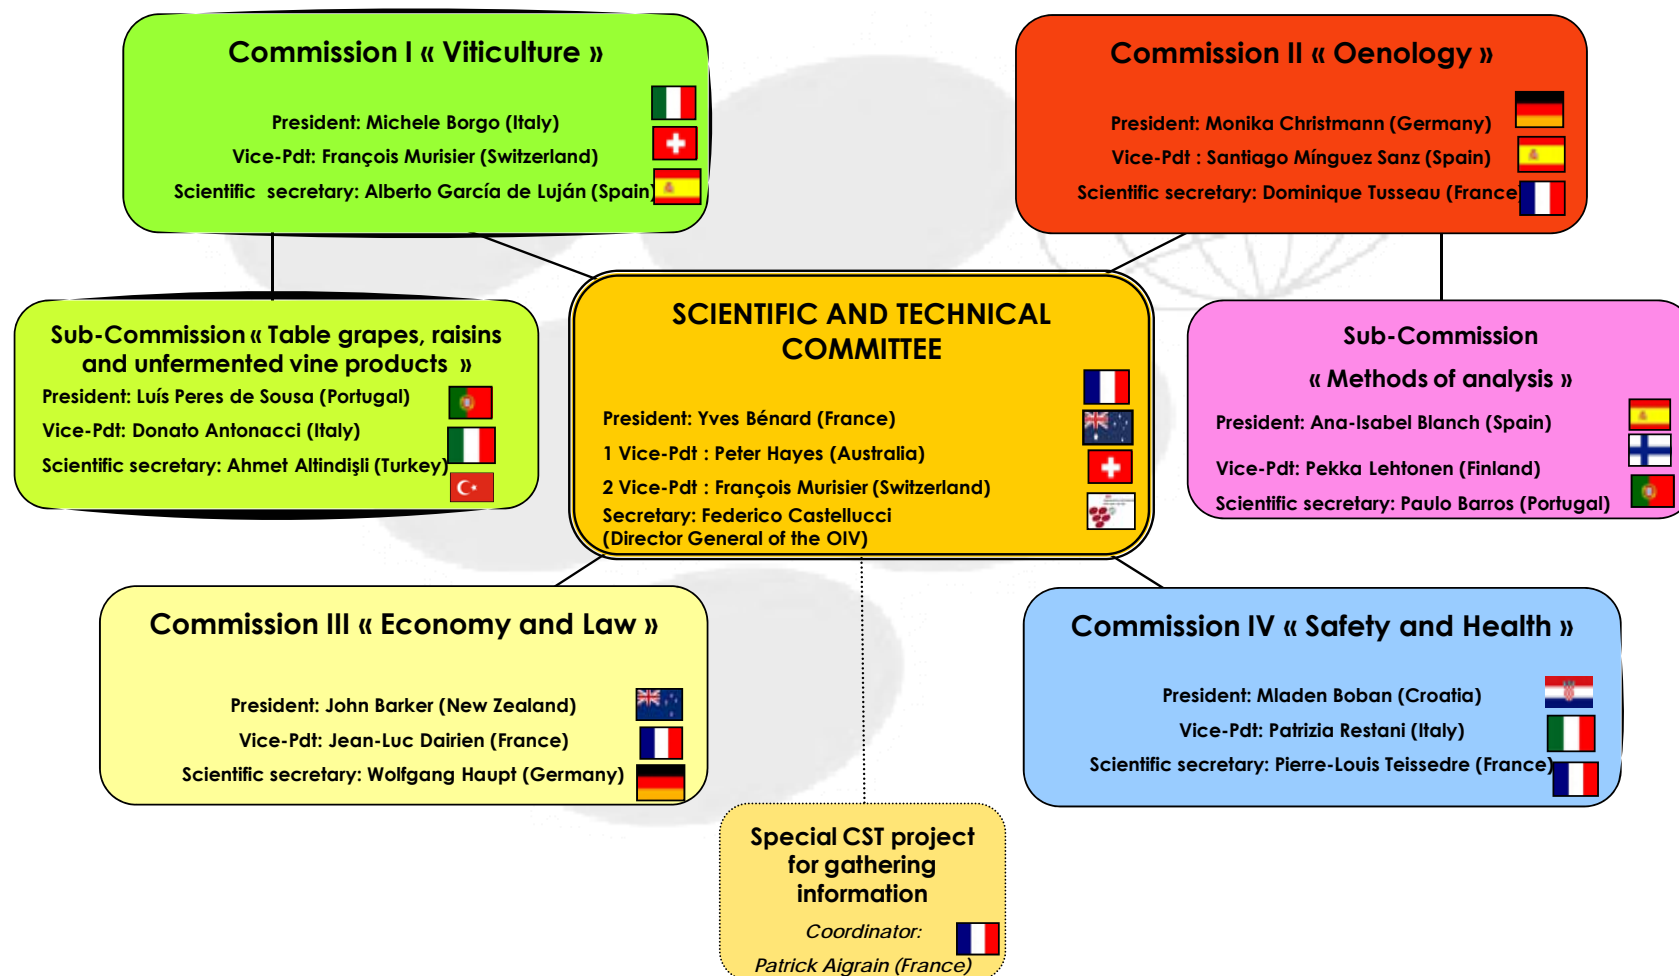 Commission I « Viticulture »
President: Michele Borgo (Italy)
Vice-Pdt: François Murisier (Switzerland)
Scientific  secretary: Alberto García de Luján (Spain)
Commission II « Oenology »
President: Monika Christmann (Germany)
Vice-Pdt : Santiago Mínguez Sanz (Spain)
Scientific secretary: Dominique Tusseau (France)
Sub-Commission « Table grapes, raisins
and unfermented vine products  »
President: Luís Peres de Sousa (Portugal)
Vice-Pdt: Donato Antonacci (Italy)
Scientific secretary: Ahmet Altindişli (Turkey)
SCIENTIFIC AND TECHNICAL
COMMITTEE
President: Yves Bénard (France)
1 Vice-Pdt : Peter Hayes (Australia)
2 Vice-Pdt : François Murisier (Switzerland)
Secretary: Federico Castellucci
(Director General of the OIV)
Sub-Commission
« Methods of analysis »
President: Ana-Isabel Blanch (Spain)
Vice-Pdt: Pekka Lehtonen (Finland)
Scientific secretary: Paulo Barros (Portugal)
Commission III « Economy and Law »
President: John Barker (New Zealand)
Vice-Pdt: Jean-Luc Dairien (France)
Scientific secretary: Wolfgang Haupt (Germany)
Commission IV « Safety and Health »
President: Mladen Boban (Croatia)
Vice-Pdt: Patrizia Restani (Italy)
Scientific secretary: Pierre-Louis Teissedre (France)
Special CST project
for gathering
information
Coordinator:
Patrick Aigrain (France)